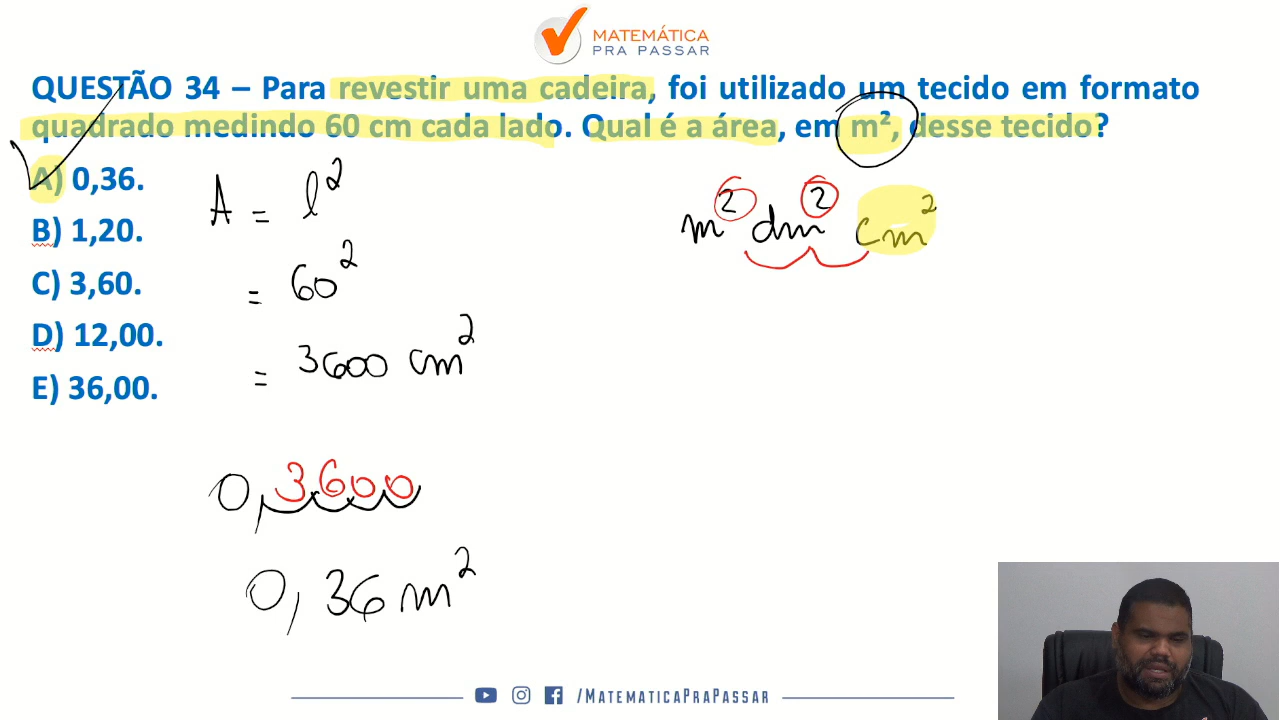 MATEMÁTICA
PRA PASSAR
QUESTÃO 34 – Para revestir uma cadeira, foi utilizado um tecido em formato
quadrado medindo 60 cm cada lado. Qual é a área, em m², desse tecido?
A) 0,36.
B) 1,20.
C) 3,60.
D) 12,00.
E) 36,00.
A = l²
= 60²
= 3600 cm²
0,3600
0,36 m²
m² dm² cm²
/MatematicaPraPassar